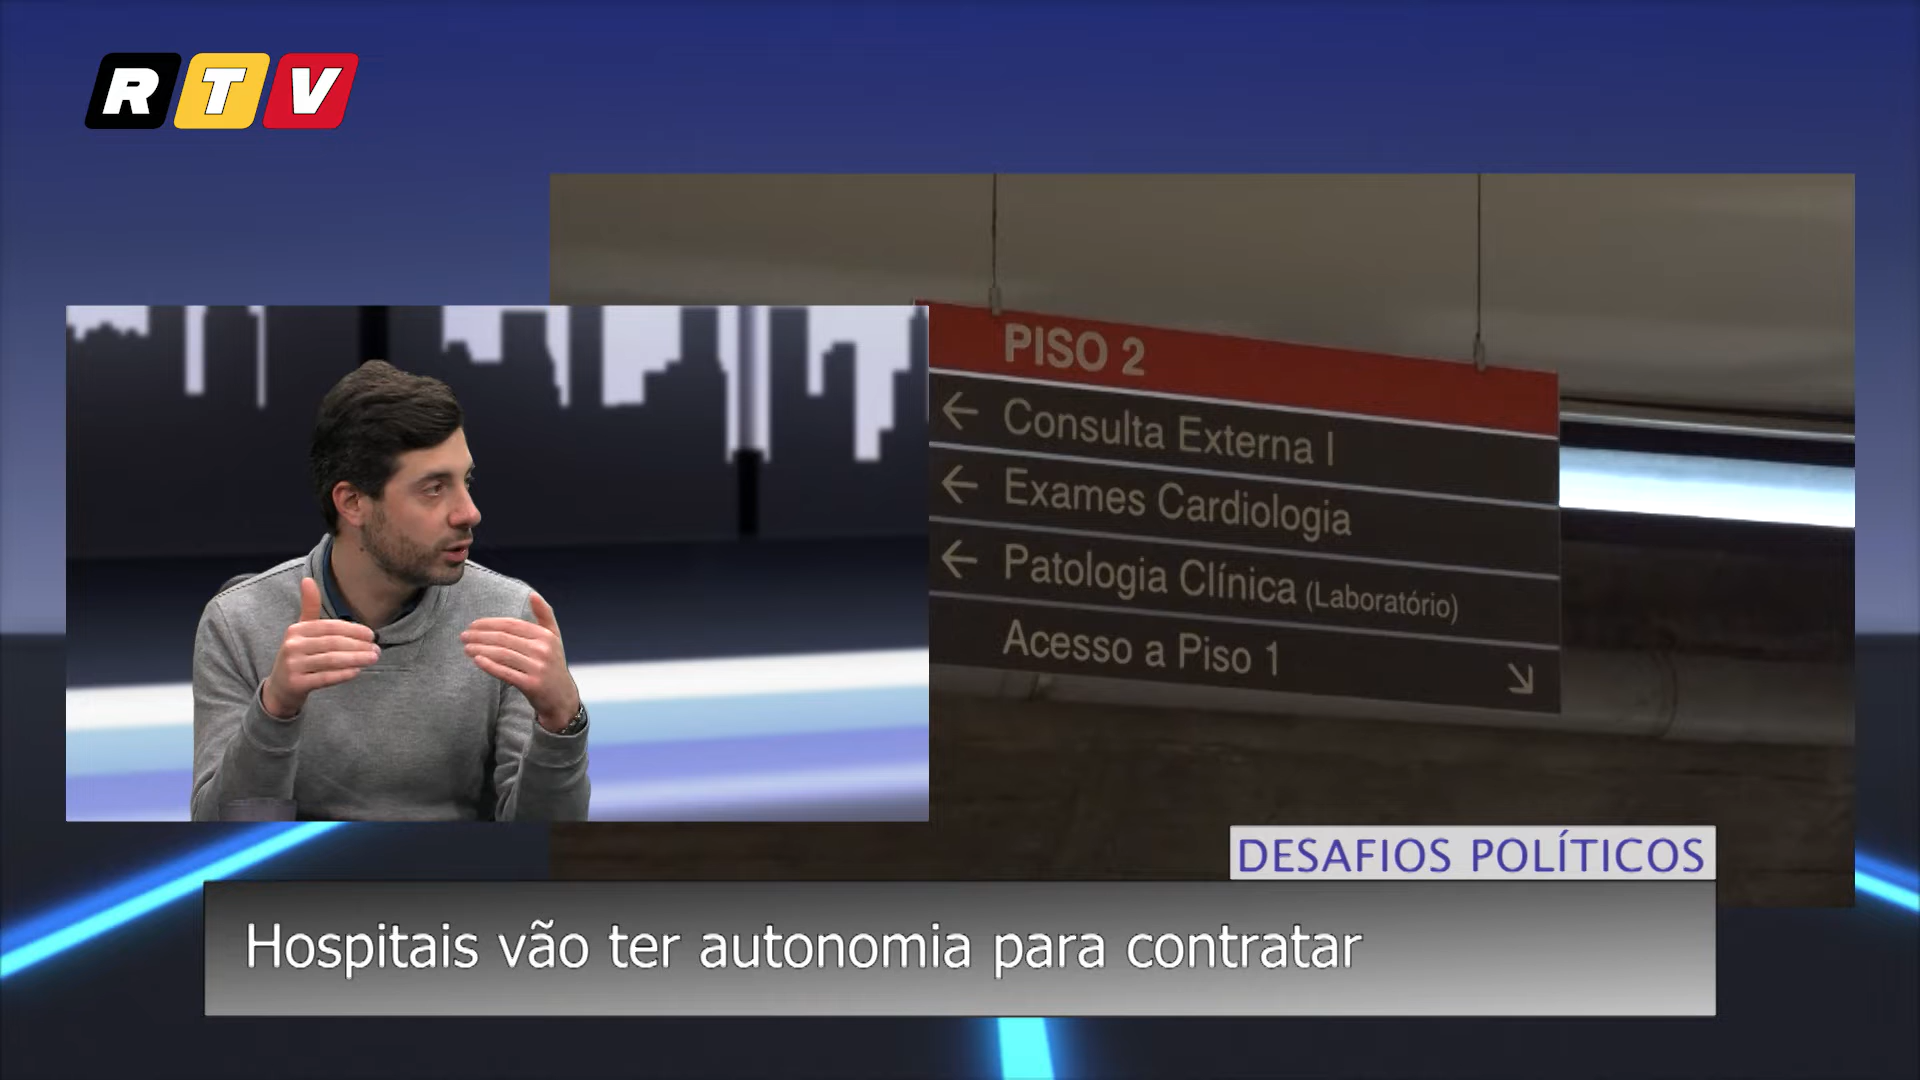 RTV
PISO 2
← Consulta Externa I
← Exames Cardiologia
← Patologia Clínica (Laboratório)
Acesso a Piso 1 ↘
DESAFIOS POLÍTICOS
Hospitais vão ter autonomia para contratar